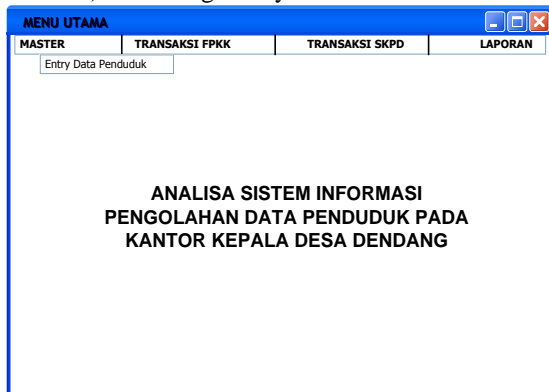 MENU UTAMA
MASTER TRANSAKSI FPKK TRANSAKSI SKPD LAPORAN
Entry Data Penduduk
ANALISA SISTEM INFORMASI
PENGOLAHAN DATA PENDUDUK PADA
KANTOR KEPALA DESA DENDANG